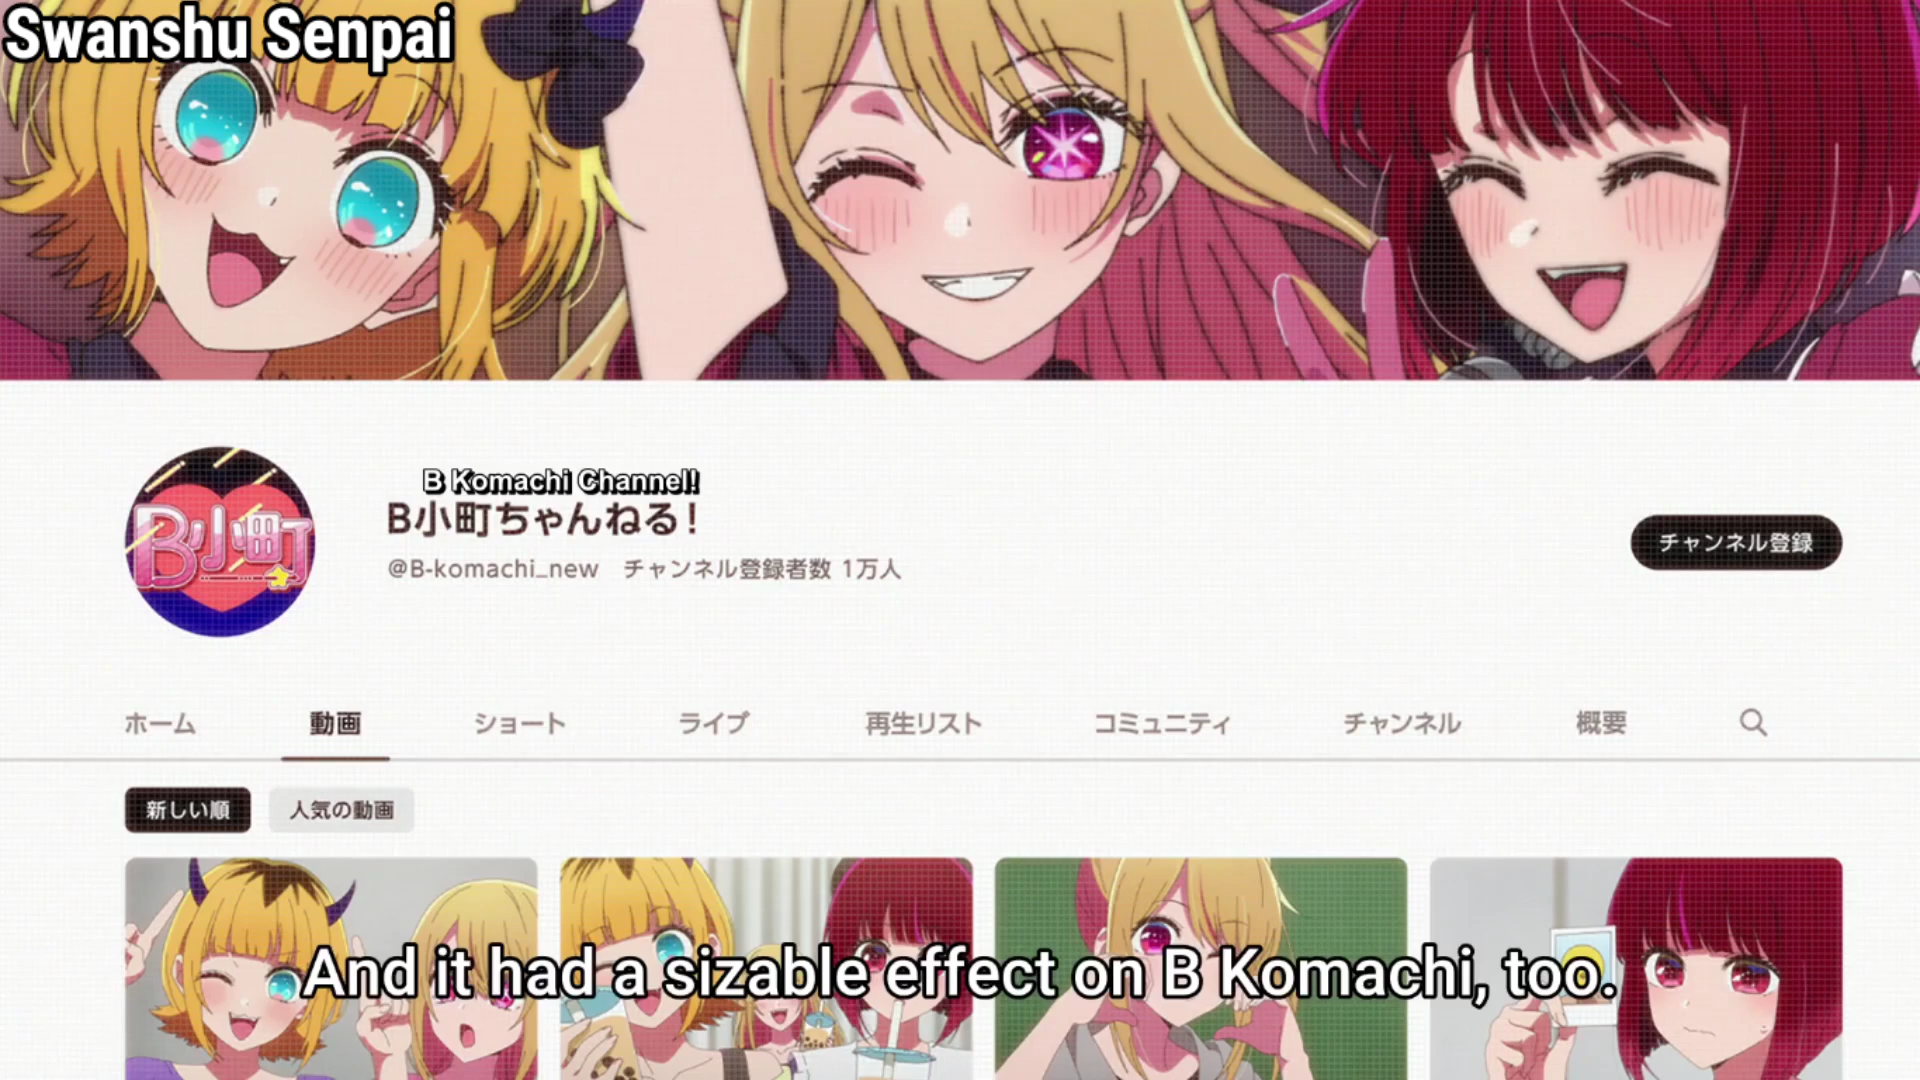 Swanshu Senpai
B小町
B Komachi Channel!
B小町ちゃんねる！
@B-komachi_new チャンネル登録者数 1万人
チャンネル登録
ホーム 動画 ショート ライブ 再生リスト コミュニティ チャンネル 概要
新しい順 人気の動画
And it had a sizable effect on B Komachi, too.